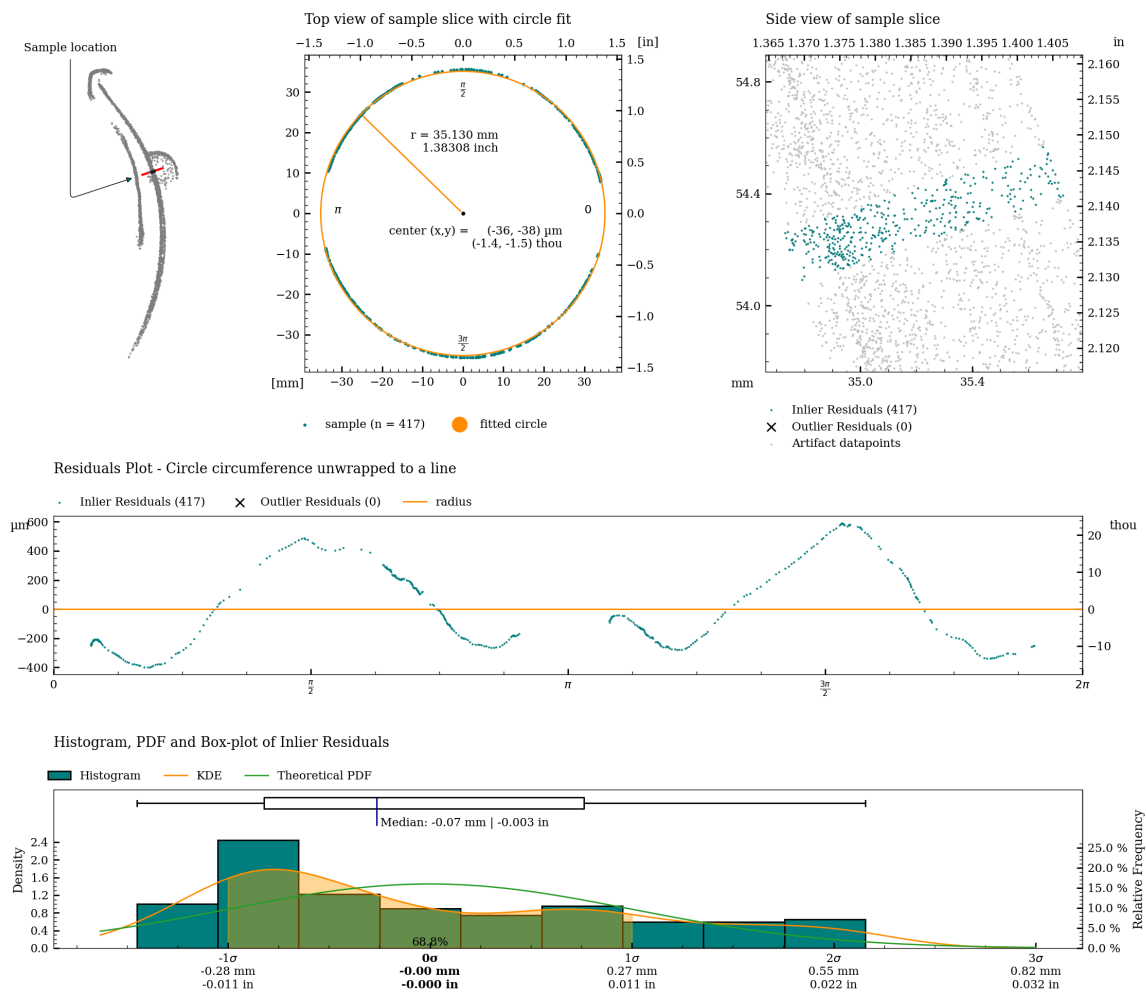 Top view of sample slice with circle fit
Side view of sample slice
Sample location
−1.5 −1.0 −0.5 0.0 0.5 1.0 1.5 [in]
1.365 1.370 1.375 1.380 1.385 1.390 1.395 1.400 1.405 in
30
20
10
0
−10
−20
−30
1.5
1.0
0.5
0.0
−0.5
−1.0
−1.5
π/2
r = 35.130 mm
1.38308 inch
π
0
center (x,y) = (-36, -38) µm
(-1.4, -1.5) thou
3π/2
[mm] −30 −20 −10 0 10 20 30
54.8
54.4
54.0
2.160
2.155
2.150
2.145
2.140
2.135
2.130
2.125
2.120
mm 35.0 35.4
sample (n = 417) fitted circle
Inlier Residuals (417)
Outlier Residuals (0)
Artifact datapoints
Residuals Plot - Circle circumference unwrapped to a line
Inlier Residuals (417) Outlier Residuals (0) radius
µm
600
400
200
0
−200
−400
thou
20
10
0
−10
0 π/2 π 3π/2 2π
Histogram, PDF and Box-plot of Inlier Residuals
Histogram KDE Theoretical PDF
Median: -0.07 mm | -0.003 in
Density
2.4
2.0
1.6
1.2
0.8
0.4
0.0
Relative Frequency
25.0 %
20.0 %
15.0 %
10.0 %
5.0 %
0.0 %
68.8%
-1σ 0σ 1σ 2σ 3σ
-0.28 mm -0.00 mm 0.27 mm 0.55 mm 0.82 mm
-0.011 in -0.000 in 0.011 in 0.022 in 0.032 in